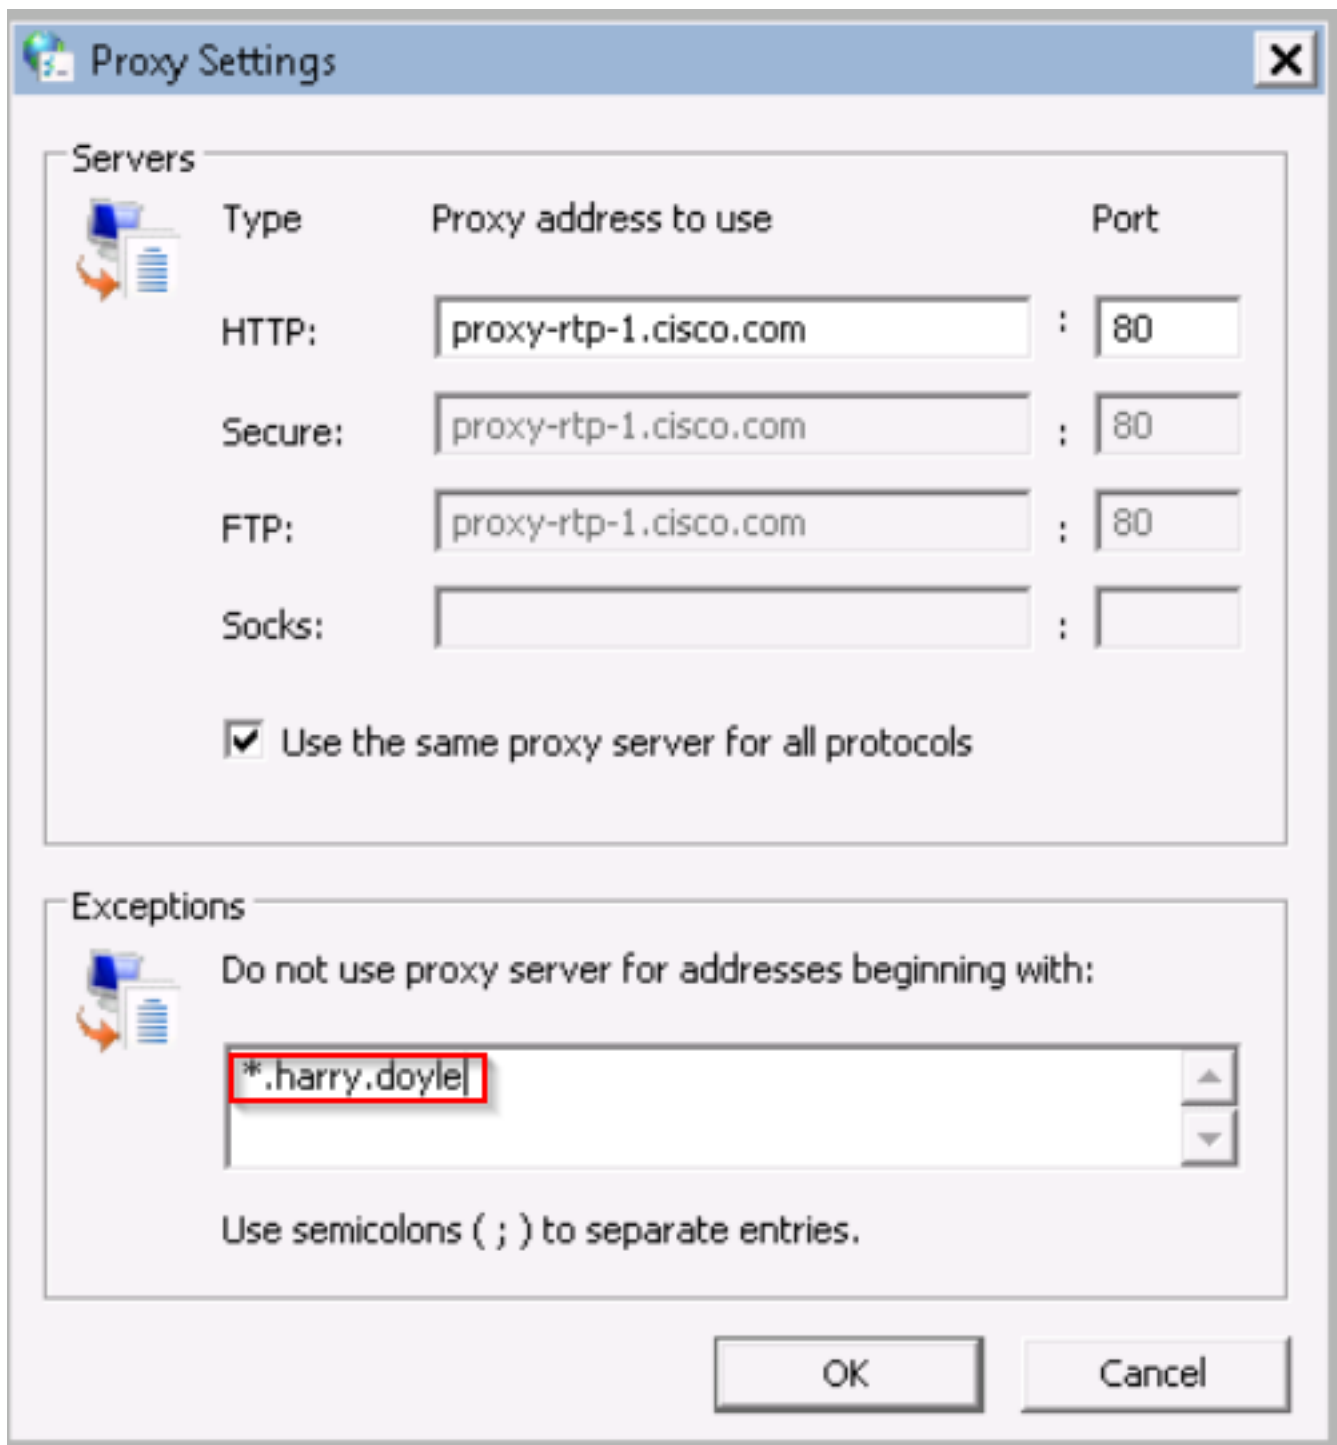 Proxy Settings
Servers
Type Proxy address to use Port
HTTP: proxy-rtp-1.cisco.com : 80
Secure: proxy-rtp-1.cisco.com : 80
FTP: proxy-rtp-1.cisco.com : 80
Socks: :
Use the same proxy server for all protocols
Exceptions
Do not use proxy server for addresses beginning with:
*.harry.doyle
Use semicolons ( ; ) to separate entries.
OK Cancel